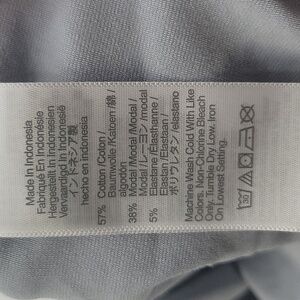 Made In Indonesia
Fabriqué En Indonésie
Hergestellt In Indonesien
Vervaardigd In Indonesië
インドネシア製
hecho en indonesia
57% Cotton /Coton /
Baumwolle /Katoen /綿 /
algodón
38% Modal /Modal /Modal /
Modal /モダール /modal
5% Elastane /Élasthanne /
Elastan /Elastaan /
ポリウレタン /elastano
Machine Wash Cold With Like
Colors. Non-Chlorine Bleach
Only. Tumble Dry Low. Iron
On Lowest Setting.
30